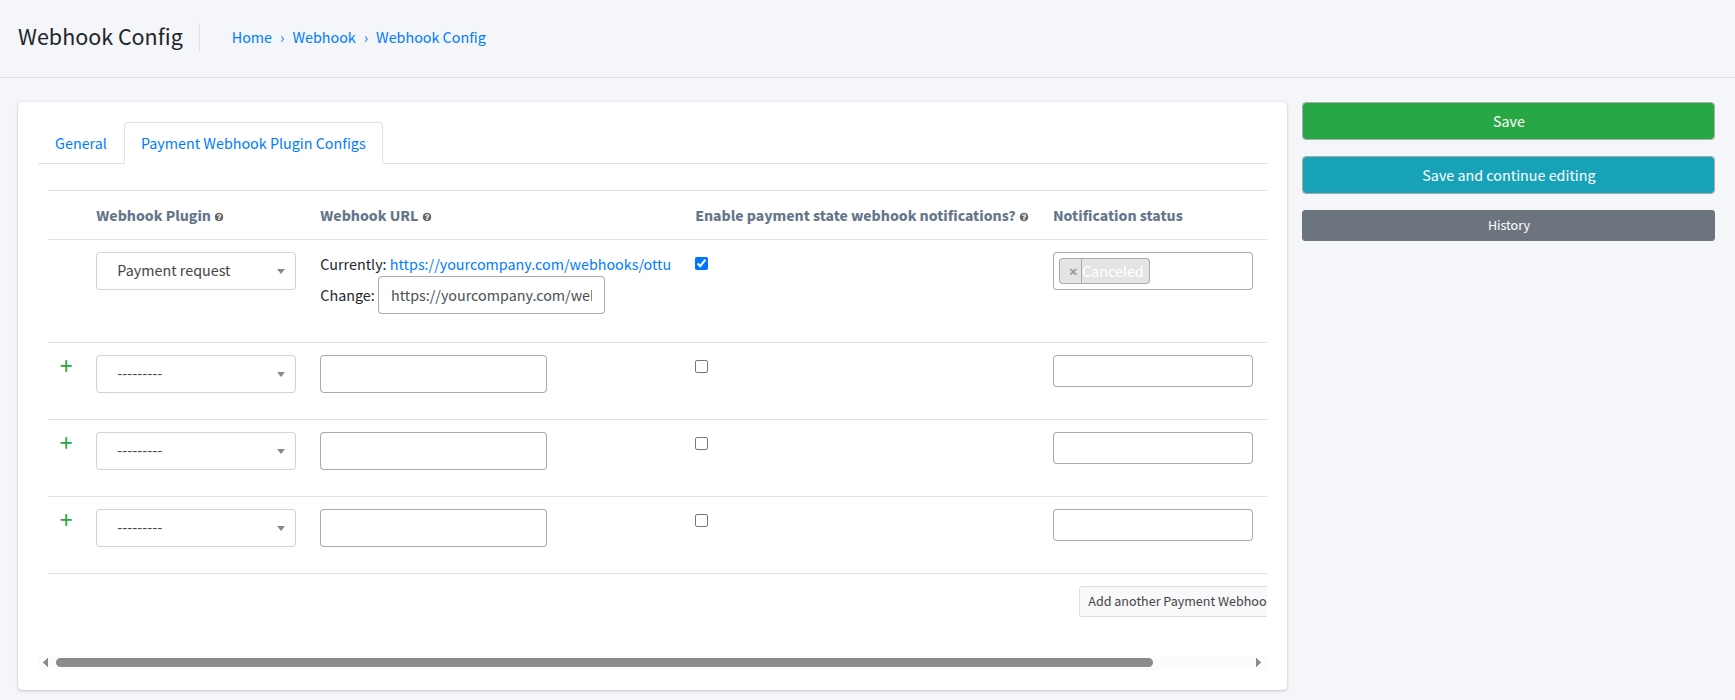 Webhook Config
Home › Webhook › Webhook Config
General
Payment Webhook Plugin Configs
Save
Save and continue editing
History
Webhook Plugin ? Webhook URL ? Enable payment state webhook notifications? ? Notification status
Payment request
Currently: https://yourcompany.com/webhooks/ottu
Change: https://yourcompany.com/wel
× Canceled
+ ---------
+ ---------
+ ---------
Add another Payment Webhoo